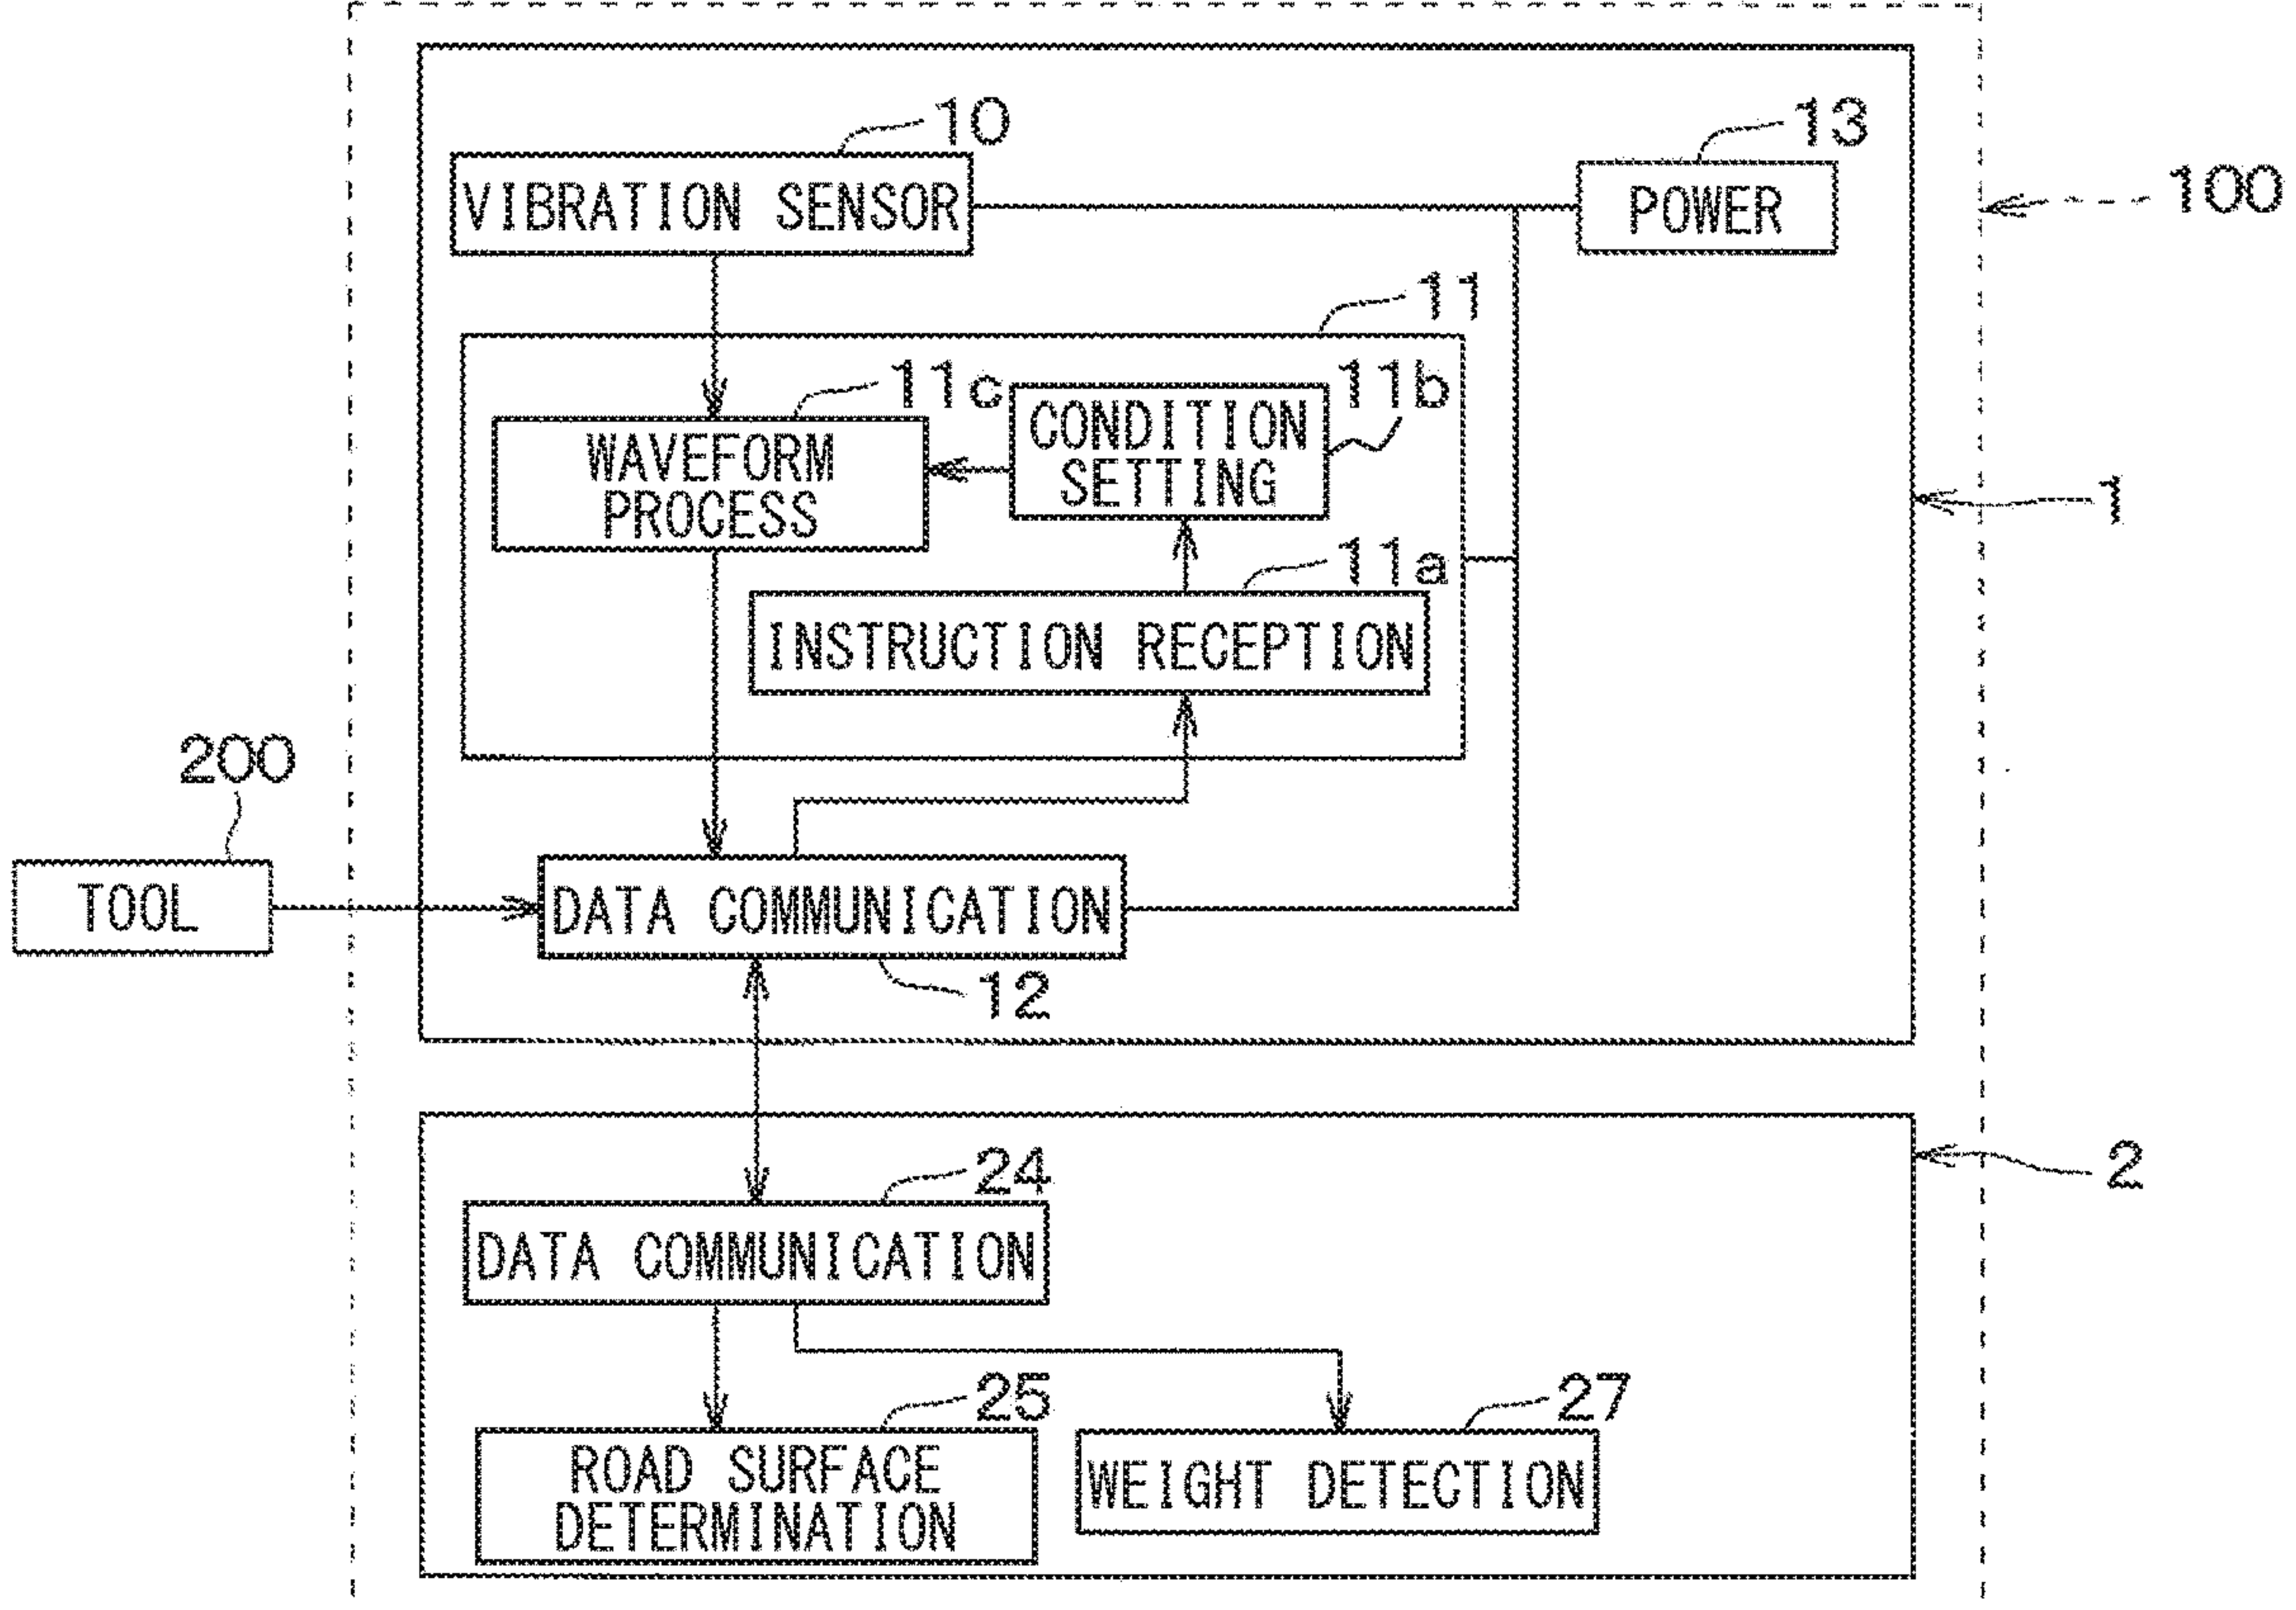 10
13
VIBRATION SENSOR
POWER
100
11
11c
11b
CONDITION
SETTING
WAVEFORM
PROCESS
1
11a
INSTRUCTION RECEPTION
200
TOOL
DATA COMMUNICATION
12
2
24
DATA COMMUNICATION
25
27
ROAD SURFACE
DETERMINATION
WEIGHT DETECTION